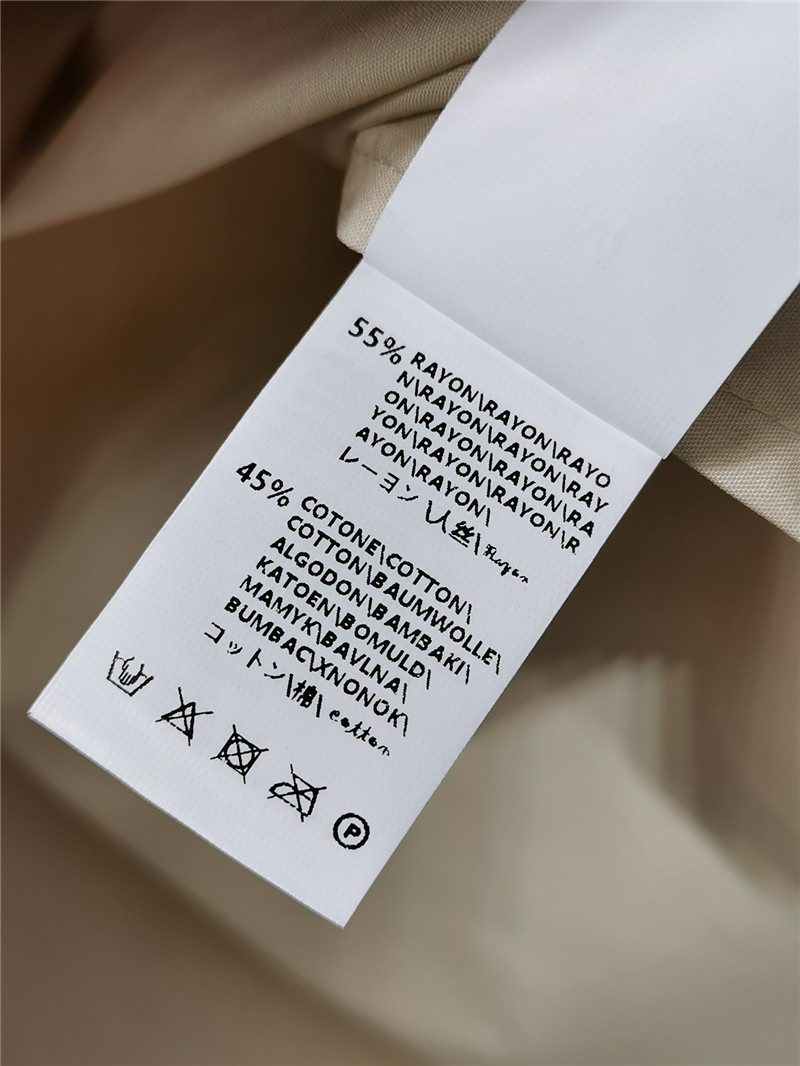 55% RAYON\RAYON\RAYO
N\RAYON\RAYON\RAY
ON\RAYON\RAYON\RA
YON\RAYON\RAYON\R
AYON\RAYON\
レーヨン\人丝\Rayon
45% COTONE\COTTON\
COTTON\BAUMWOLLE\
ALGODON\BAMBAKI\
KATOEN\BOMULD\
MAMYK\BAVLNA\
BUMBAC\XNONOK\
コットン\棉\cotton
P